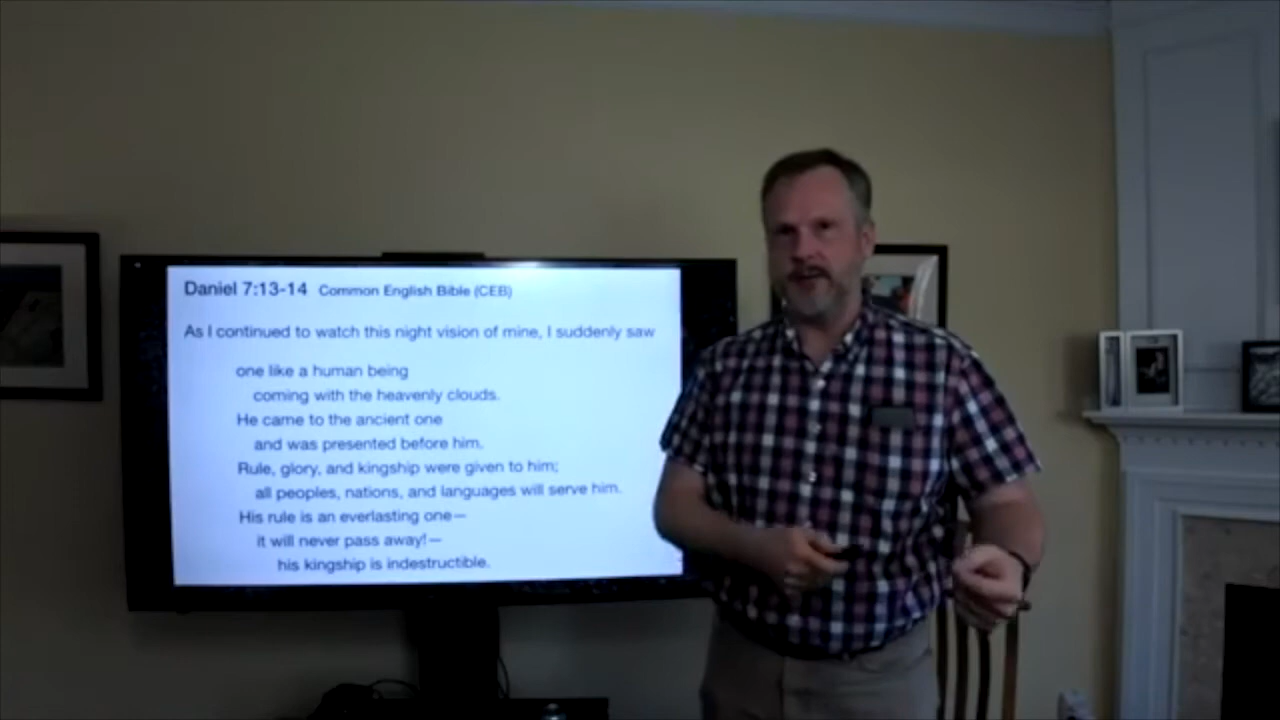 Daniel 7:13-14 Common English Bible (CEB)
As I continued to watch this night vision of mine, I suddenly saw
one like a human being
coming with the heavenly clouds.
He came to the ancient one
and was presented before him.
Rule, glory, and kingship were given to him;
all peoples, nations, and languages will serve him.
His rule is an everlasting one—
it will never pass away!—
his kingship is indestructible.